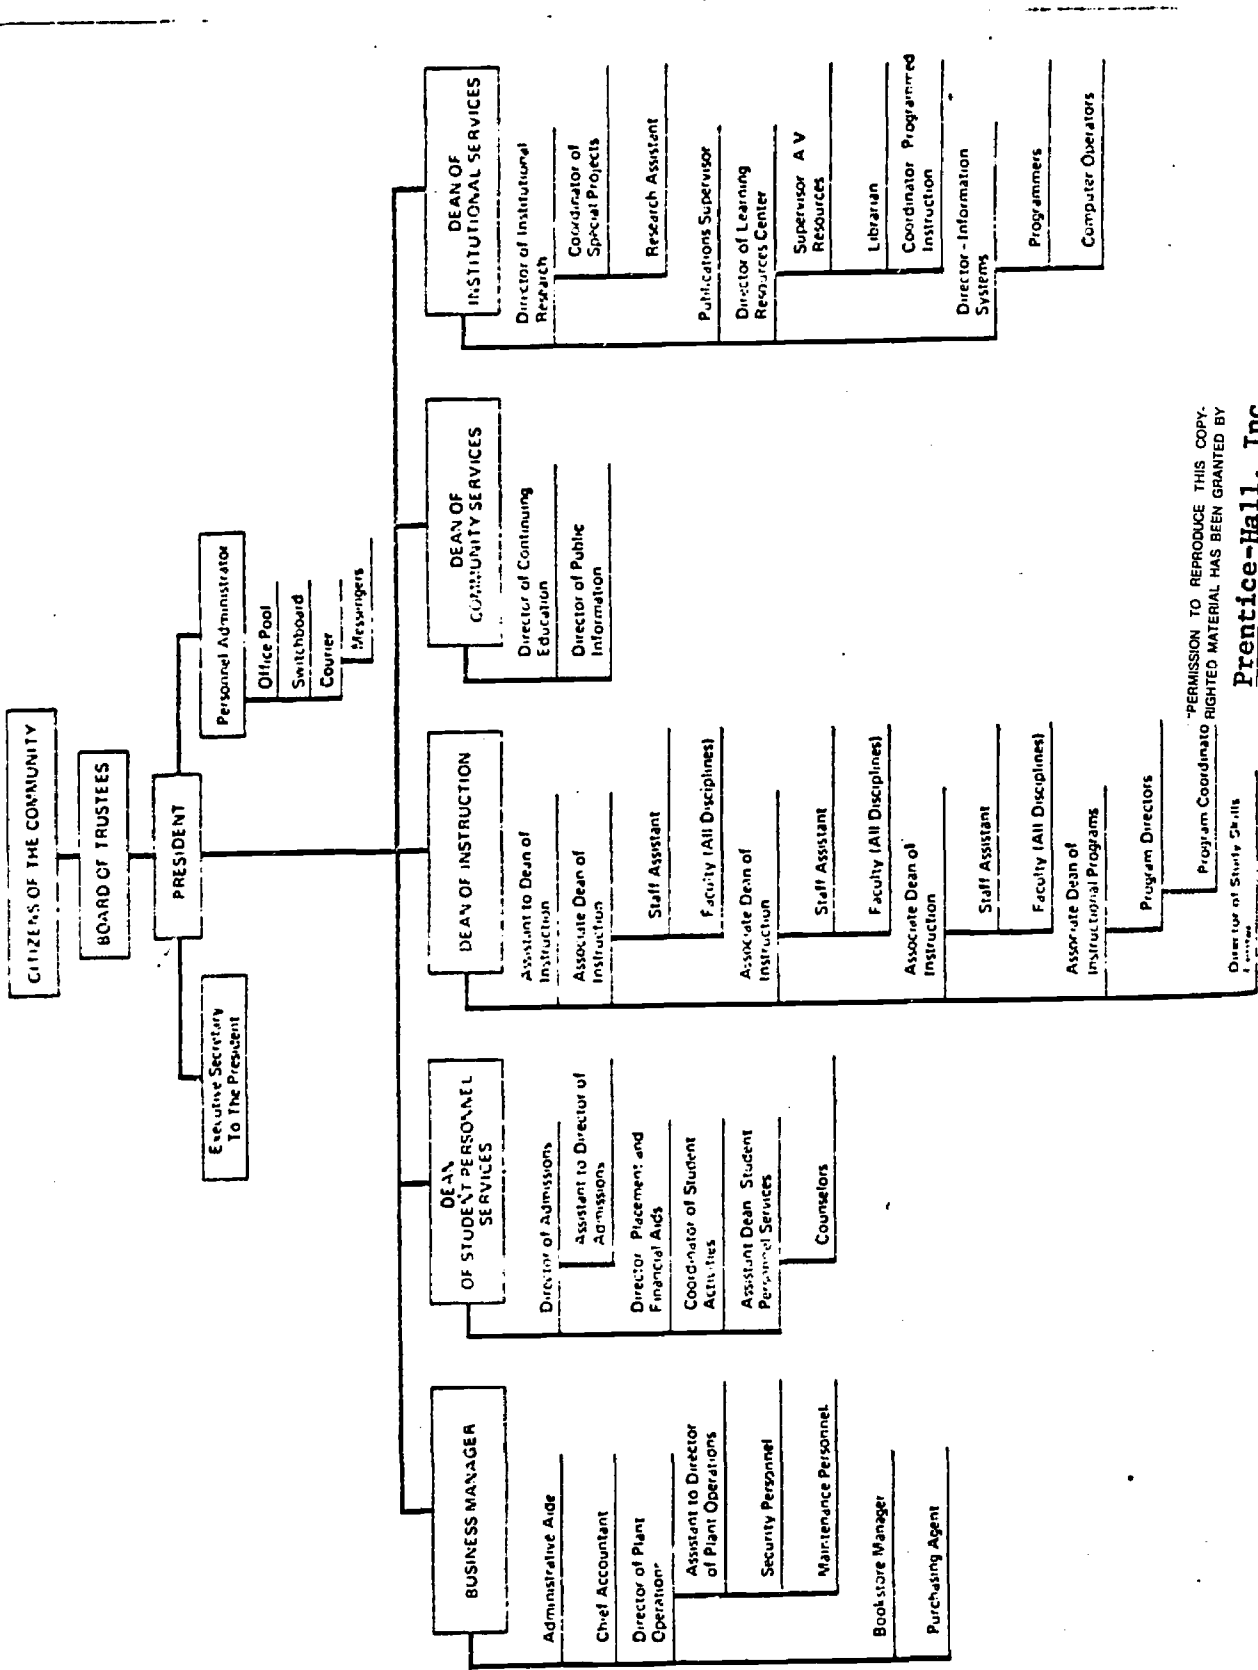 CITIZENS OF THE COMMUNITY
BOARD OF TRUSTEES
PRESIDENT
Executive Secretary
To The President
Personnel Administrator
Office Pool
Switchboard
Courier
Messengers
BUSINESS MANAGER
Administrative Aide
Chief Accountant
Director of Plant
Operations
Assistant to Director
of Plant Operations
Security Personnel
Maintenance Personnel
Bookstore Manager
Purchasing Agent
DEAN
OF STUDENT PERSONNEL
SERVICES
Director of Admissions
Assistant to Director of
Admissions
Director Placement and
Financial Aids
Coordinator of Student
Activities
Assistant Dean Student
Personnel Services
Counselors
DEAN OF INSTRUCTION
Assistant to Dean of
Instruction
Associate Dean of
Instruction
Staff Assistant
Faculty (All Disciplines)
Associate Dean of
Instruction
Staff Assistant
Faculty (All Disciplines)
Associate Dean of
Instruction
Staff Assistant
Faculty (All Disciplines)
Associate Dean of
Instructional Programs
Program Directors
Program Coordinato
Director of Study Skills
DEAN OF
COMMUNITY SERVICES
Director of Continuing
Education
Director of Public
Information
DEAN OF
INSTITUTIONAL SERVICES
Director of Institutional
Research
Coordinator of
Special Projects
Research Assistant
Publications Supervisor
Director of Learning
Resources Center
Supervisor A V
Resources
Librarian
Coordinator Programmed
Instruction
Director - Information
Systems
Programmers
Computer Operators
"PERMISSION TO REPRODUCE THIS COPY-
RIGHTED MATERIAL HAS BEEN GRANTED BY
Prentice-Hall, Inc